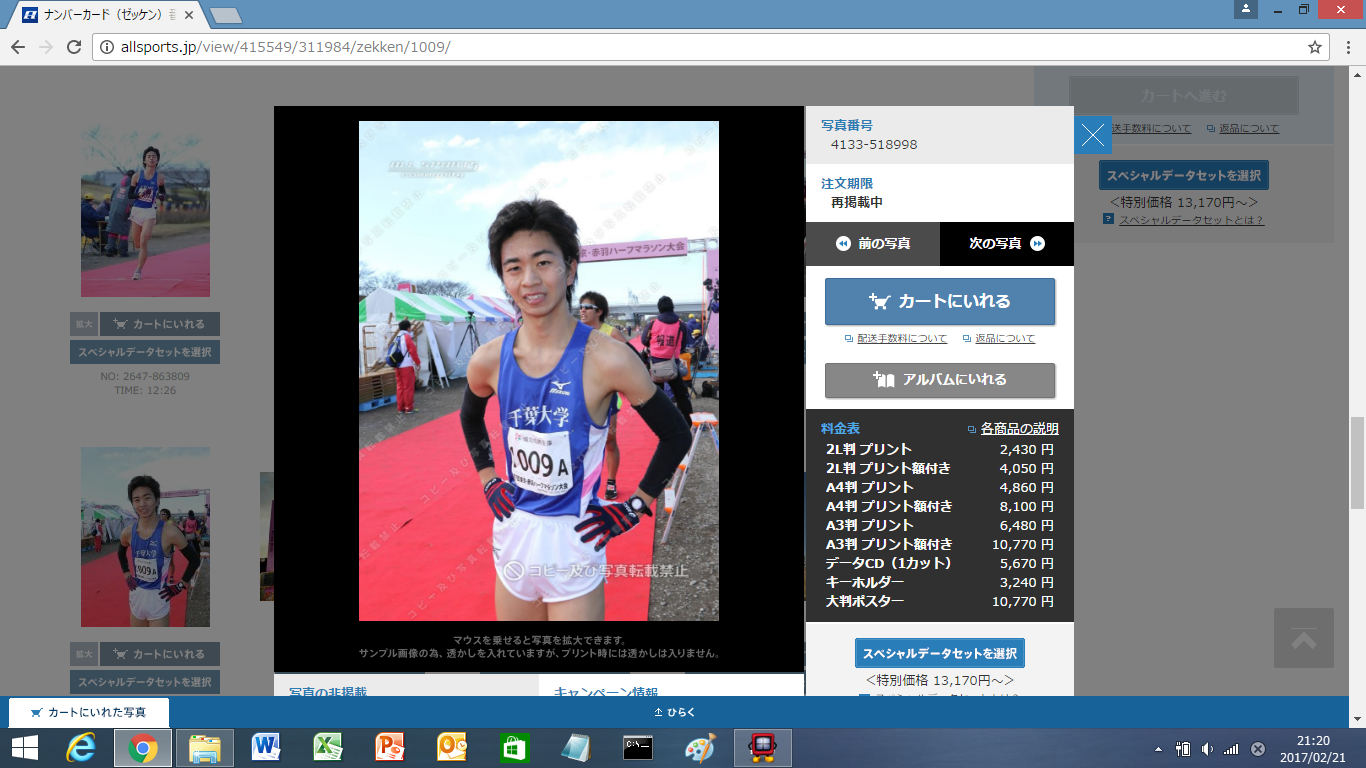 ナンバーカード（ゼッケン）
allsports.jp/view/415549/311984/zekken/1009/
カートへ進む
送手数料について
返品について
スペシャルデータセットを選択
＜特別価格 13,170円～＞
スペシャルデータセットとは？
拡大
カートにいれる
スペシャルデータセットを選択
NO: 2647-863809
TIME: 12:26
拡大
カートにいれる
スペシャルデータセットを選択
ALL SPORTS
京・赤羽ハーフマラソン大会
報道
MIZUNO
千葉大学
1009 A
コピー及び写真転載禁止
マウスを乗せると写真を拡大できます。
サンプル画像の為、透かしを入れていますが、プリント時には透かしは入りません。
写真の非掲載
キャンペーン情報
写真番号
4133-518998
注文期限
再掲載中
前の写真
次の写真
カートにいれる
配送手数料について
返品について
アルバムにいれる
料金表
各商品の説明
2L判 プリント 2,430 円
2L判 プリント額付き 4,050 円
A4判 プリント 4,860 円
A4判 プリント額付き 8,100 円
A3判 プリント 6,480 円
A3判 プリント額付き 10,770 円
データCD（1カット） 5,670 円
キーホルダー 3,240 円
大判ポスター 10,770 円
スペシャルデータセットを選択
＜特別価格 13,170円～＞
カートにいれた写真
ひらく
21:20
2017/02/21